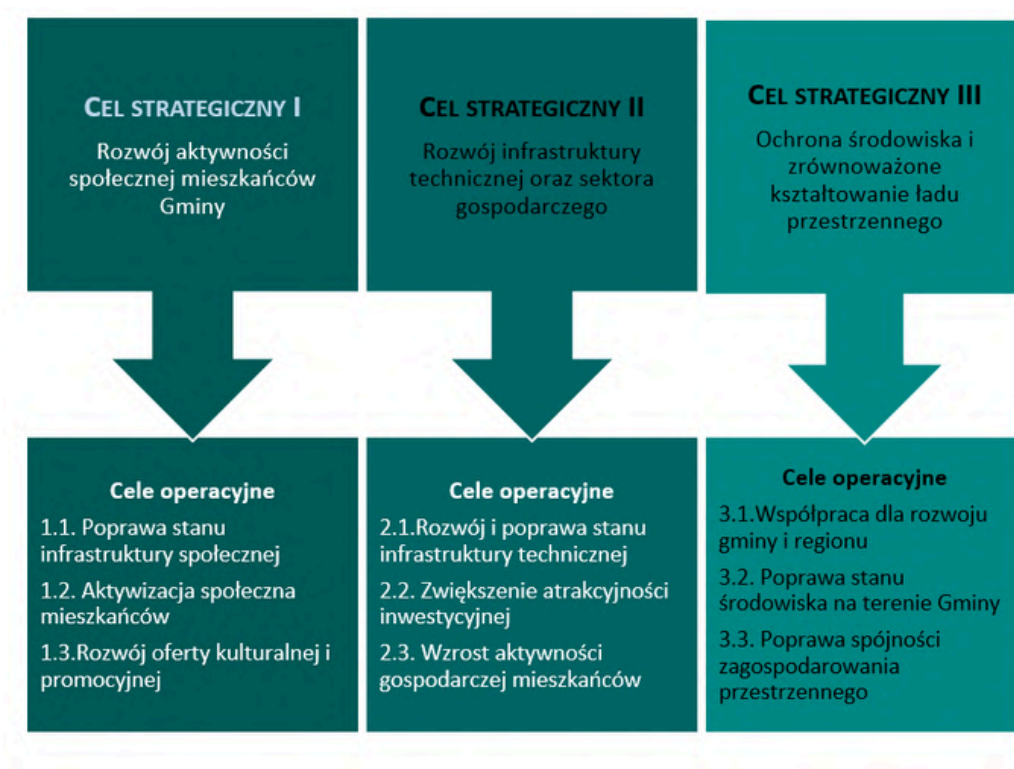 CEL STRATEGICZNY I
Rozwój aktywności
społecznej mieszkańców
Gminy
CEL STRATEGICZNY II
Rozwój infrastruktury
technicznej oraz sektora
gospodarczego
CEL STRATEGICZNY III
Ochrona środowiska i
zrównoważone
kształtowanie ładu
przestrzennego
Cele operacyjne
1.1. Poprawa stanu
infrastruktury społecznej
1.2. Aktywizacja społeczna
mieszkańców
1.3.Rozwój oferty kulturalnej i
promocyjnej
Cele operacyjne
2.1.Rozwój i poprawa stanu
infrastruktury technicznej
2.2. Zwiększenie atrakcyjności
inwestycyjnej
2.3. Wzrost aktywności
gospodarczej mieszkańców
Cele operacyjne
3.1.Współpraca dla rozwoju
gminy i regionu
3.2. Poprawa stanu
środowiska na terenie Gminy
3.3. Poprawa spójności
zagospodarowania
przestrzennego